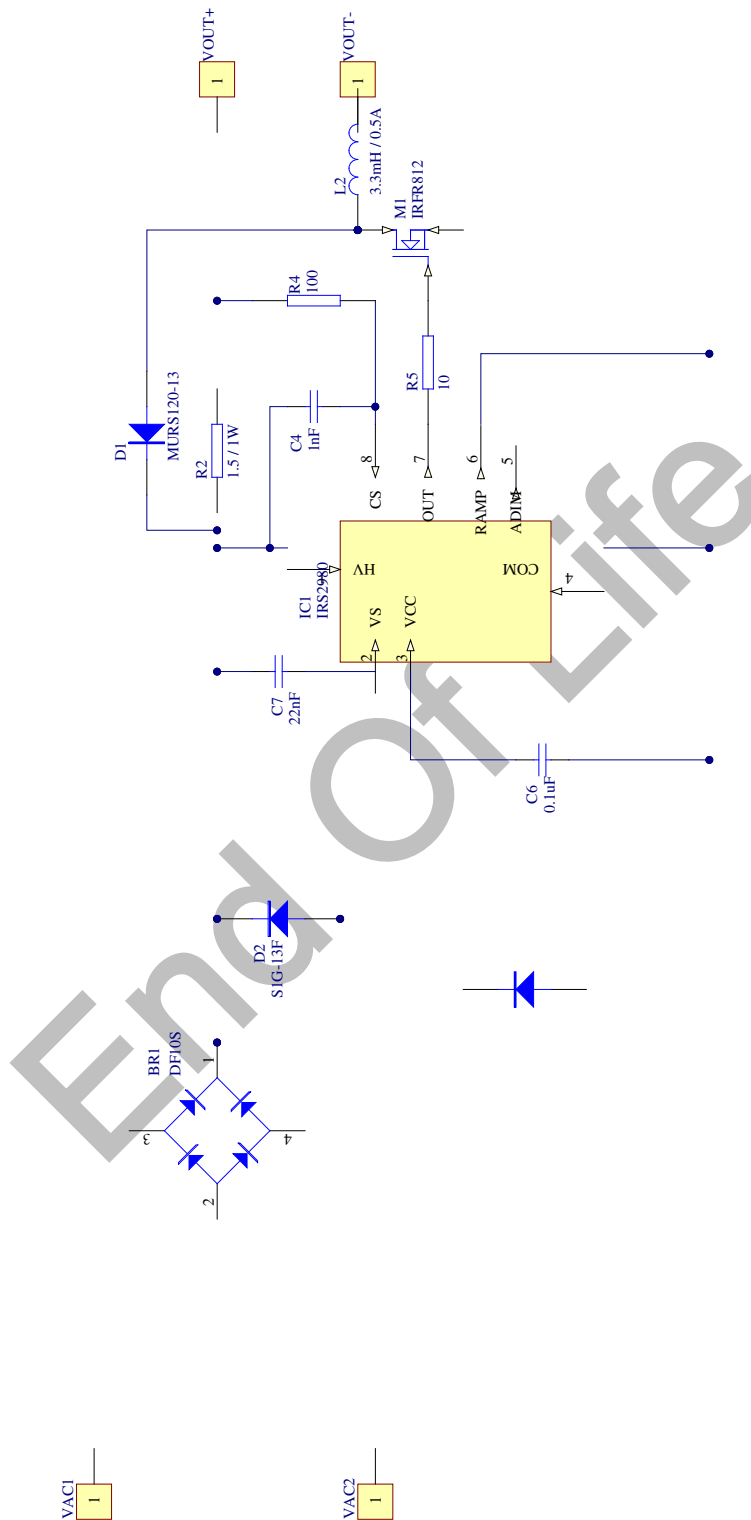 VOUT+
1
VOUT-
1
L2
3.3mH / 0.5A
M1
IRFR812
R4
100
D1
MURS120-13
R2
1.5 / 1W
C4
1nF
R5
10
8
CS
7
OUT
6
RAMP
5
ADIM
IC1
IRS2980
HV
COM
4
VS
2
VCC
3
C7
22nF
C6
0.1uF
D2
S1G-13F
BR1
DF10S
1
3
4
2
VAC1
1
VAC2
1
End Of Life